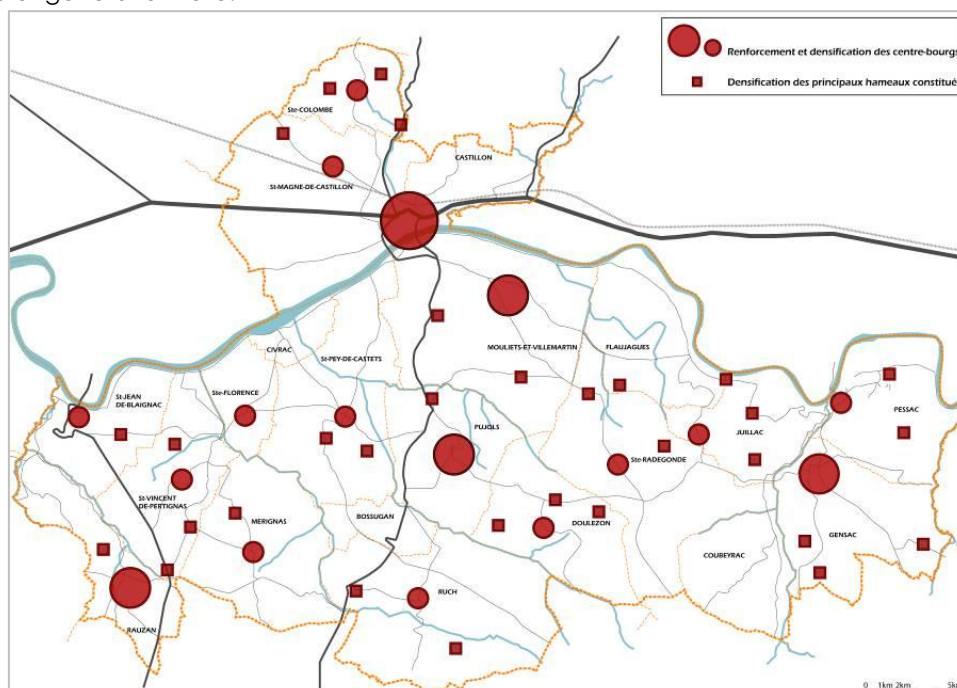 Renforcement et densification des centre-bourgs
Densification des principaux hameaux constitué
Ste-COLOMBE
CASTILLON
St-MAGNE-DE-CASTILLON
CIVRAC
St-PEY-DE-CASTETS
MOULIETS-ET-VILLEMARTIN
FLAUJAGUES
St-JEAN
DE-BLAIGNAC
Ste-FLORENCE
PUJOLS
JUILLAC
PESSAC
Ste-RADEGONDE
St-VINCENT
DE-PERTIGNAS
MERIGNAS
BOSSUGAN
DOULEZON
GENSAC
COUBEYRAC
RUCH
RAUZAN
0 1km 2km 5km